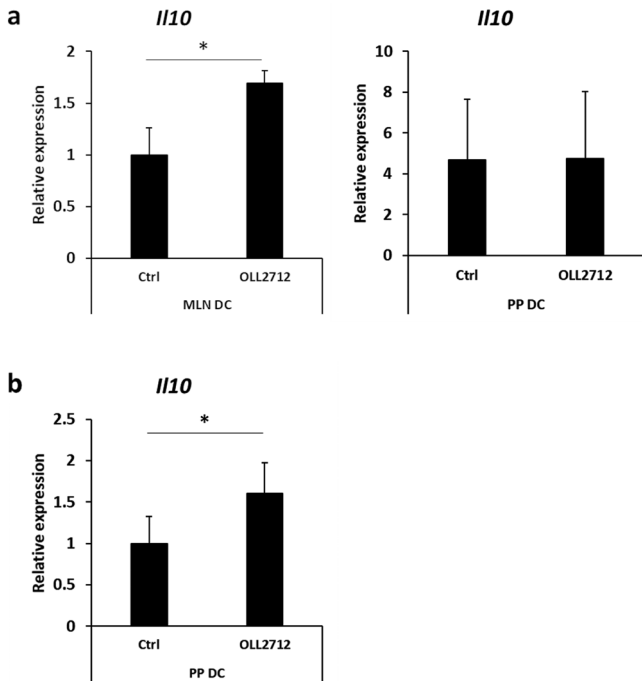 a
Il10
Relative expression
2
1.5
1
0.5
0
*
Ctrl OLL2712
MLN DC
Il10
Relative expression
10
8
6
4
2
0
Ctrl OLL2712
PP DC
b
Il10
Relative expression
2.5
2
1.5
1
0.5
0
*
Ctrl OLL2712
PP DC